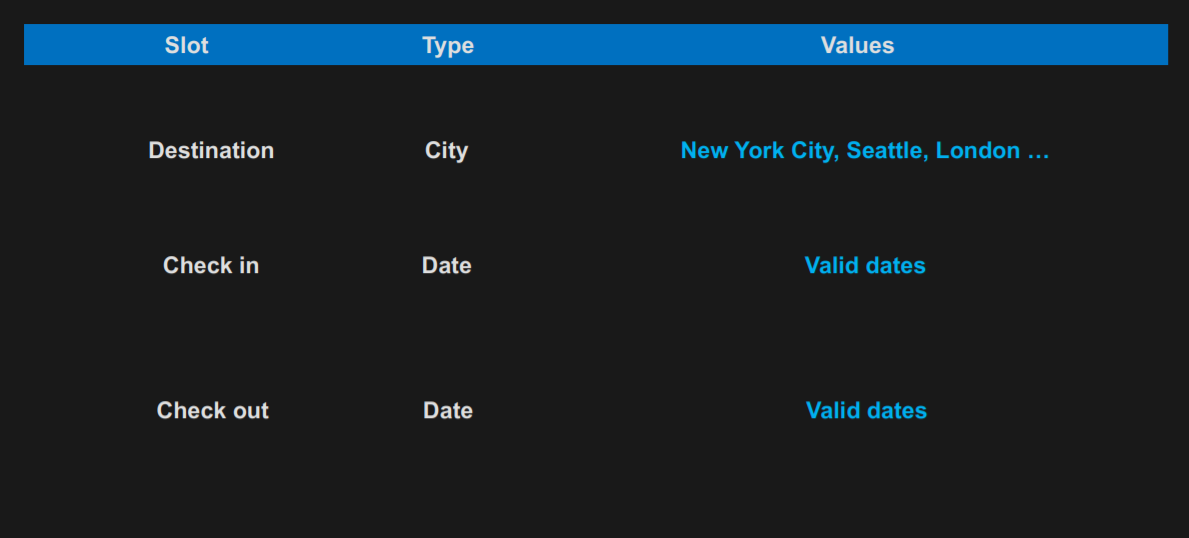 Slot Type Values
Destination City New York City, Seattle, London …
Check in Date Valid dates
Check out Date Valid dates